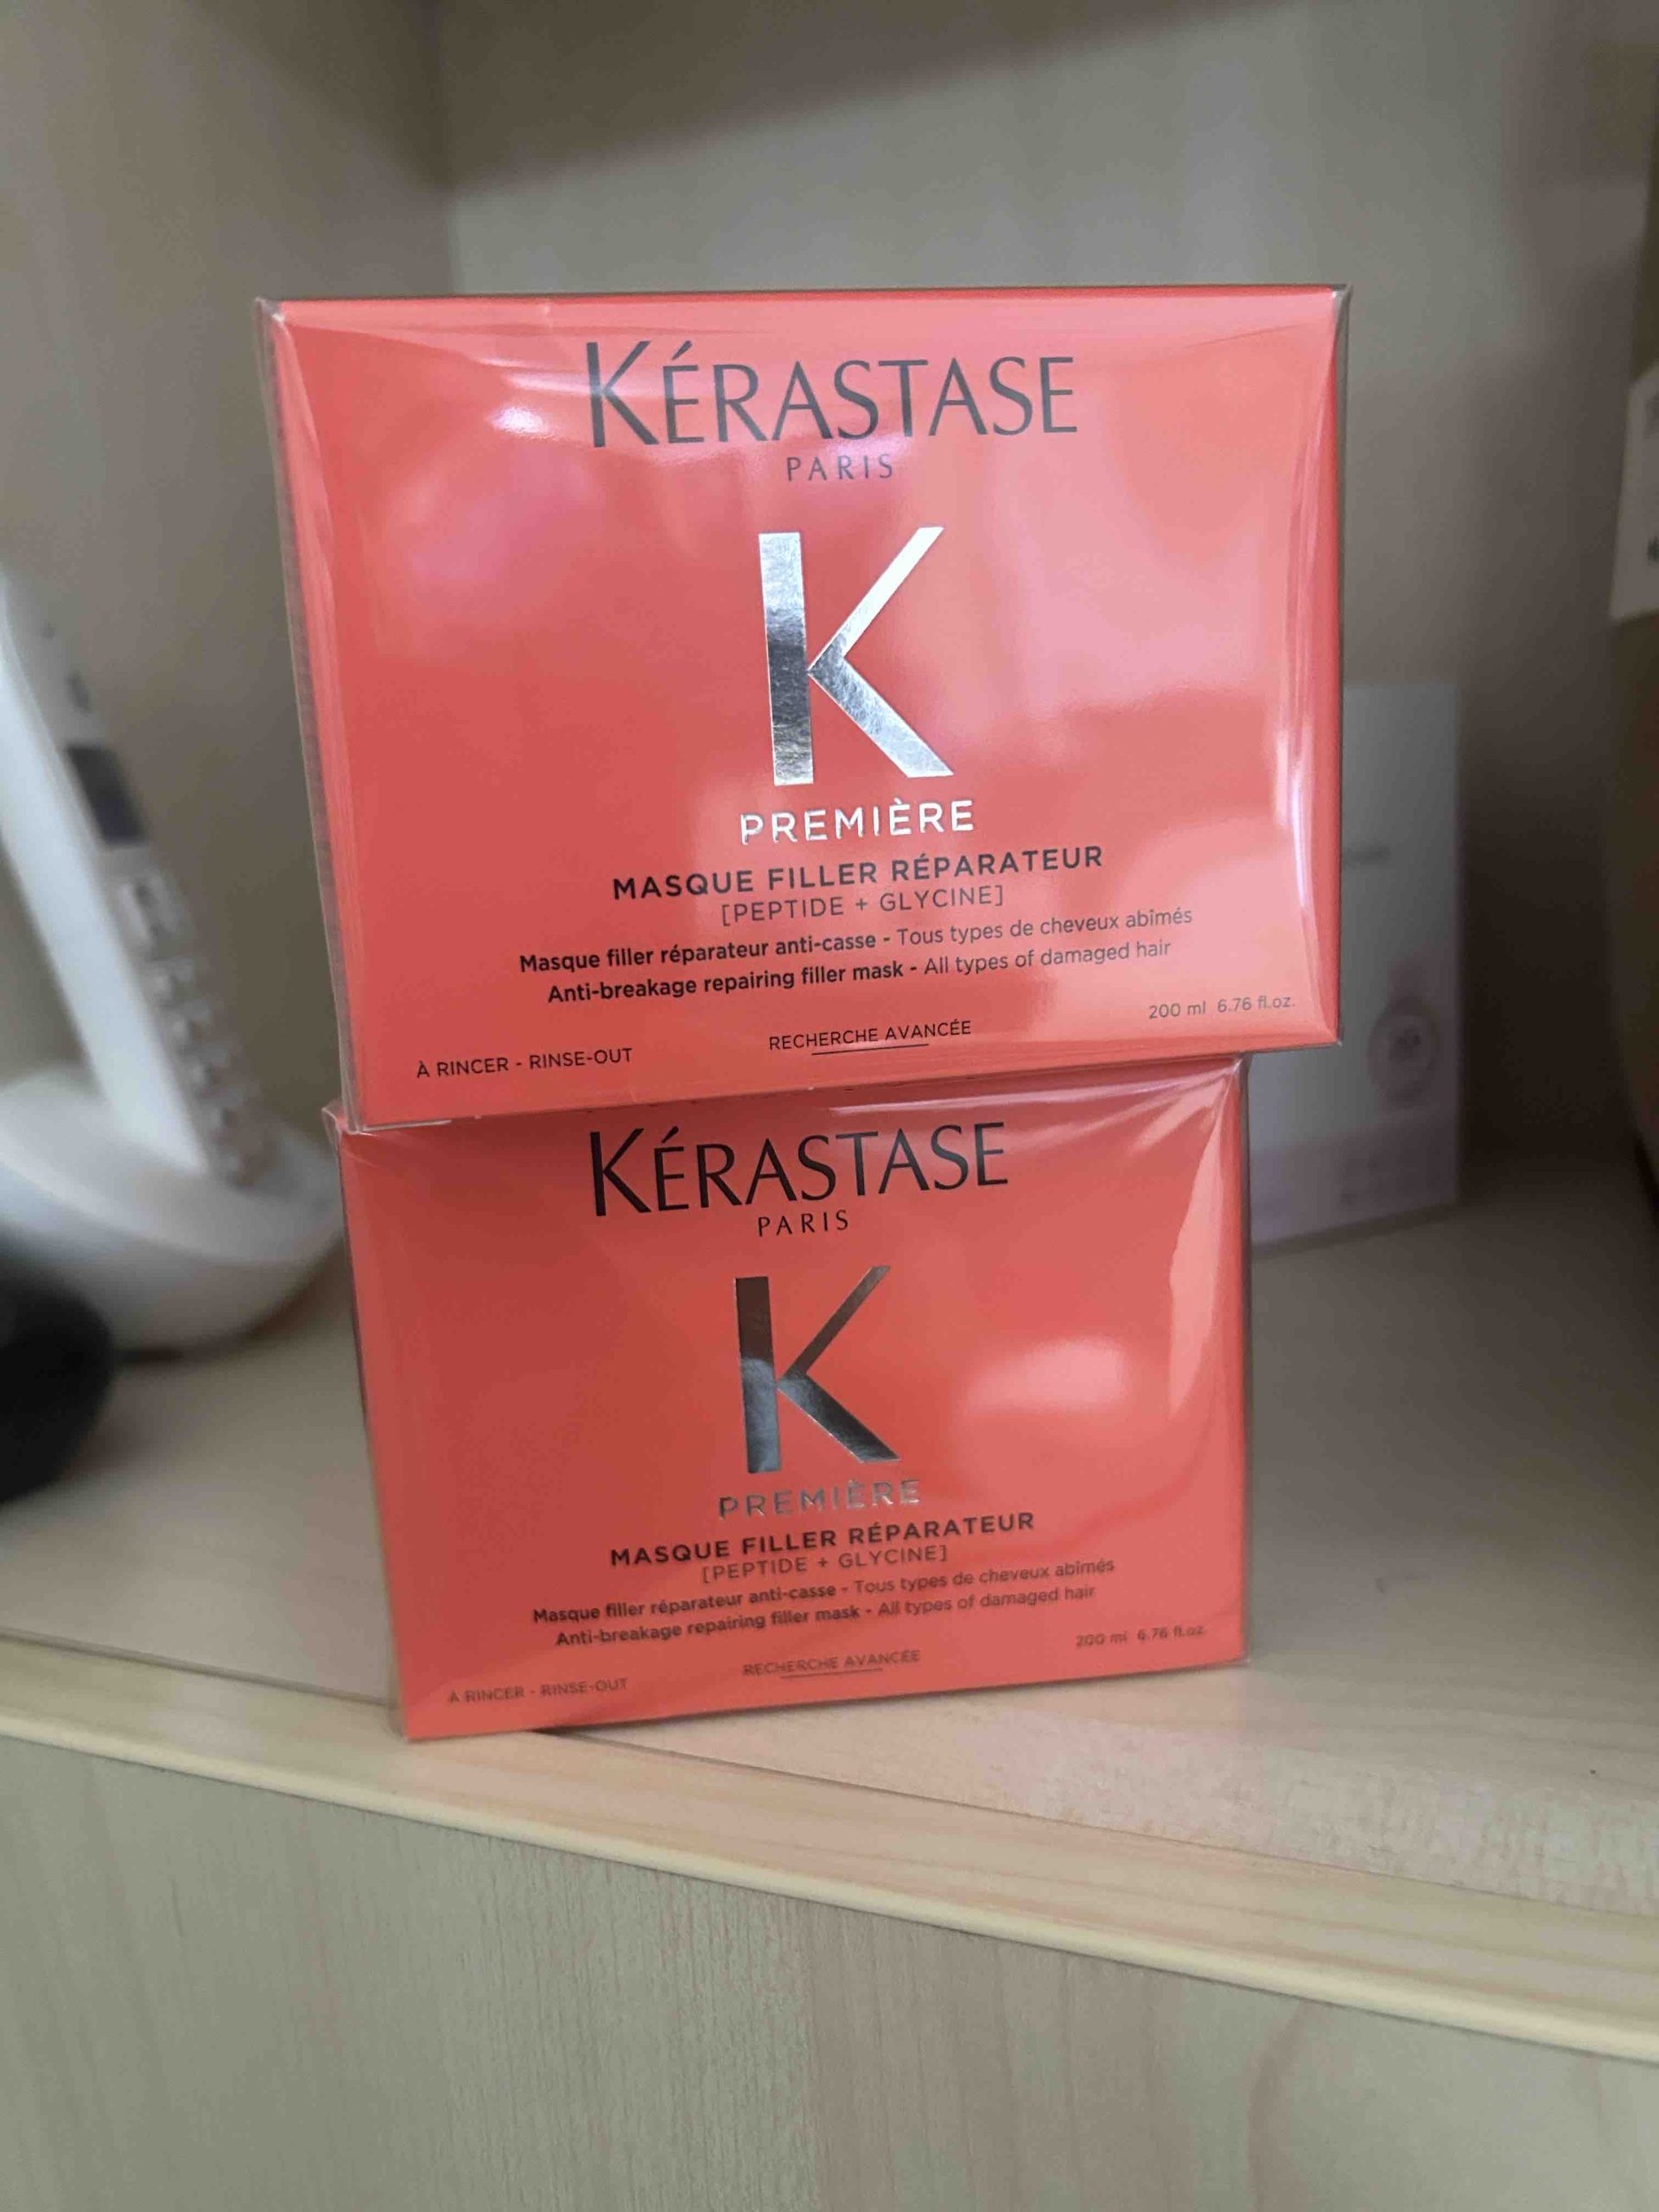 KÉRASTASE
PARIS
K
PREMIÈRE
MASQUE FILLER RÉPARATEUR
[PEPTIDE + GLYCINE]
Masque filler réparateur anti-casse - Tous types de cheveux abîmés
Anti-breakage repairing filler mask - All types of damaged hair
200 ml 6.76 fl.oz.
RECHERCHE AVANCÉE
À RINCER - RINSE-OUT
KÉRASTASE
PARIS
K
PREMIÈRE
MASQUE FILLER RÉPARATEUR
[PEPTIDE + GLYCINE]
Masque filler réparateur anti-casse - Tous types de cheveux abîmés
Anti-breakage repairing filler mask - All types of damaged hair
200 ml 6.76 fl.oz.
RECHERCHE AVANCÉE
À RINCER - RINSE-OUT